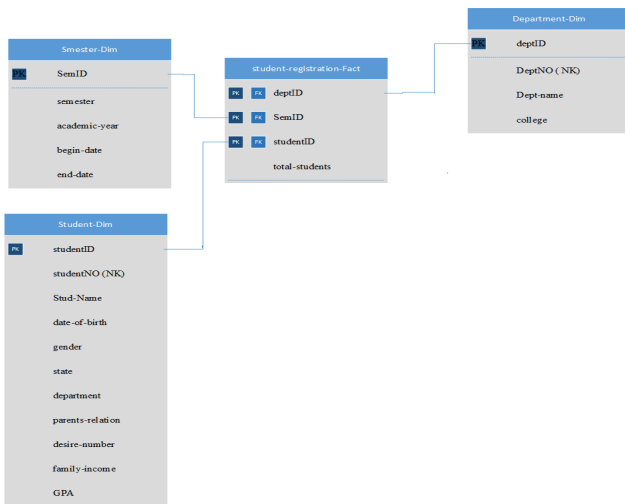 Smester-Dim
PK SemID
semester
academic-year
begin-date
end-date
student-registration-Fact
PK FK deptID
PK FK SemID
PK FK studentID
total-students
Department-Dim
PK deptID
DeptNO ( NK)
Dept-name
college
Student-Dim
PK studentID
studentNO (NK)
Stud-Name
date-of-birth
gender
state
department
parents-relation
desire-number
family-income
GPA